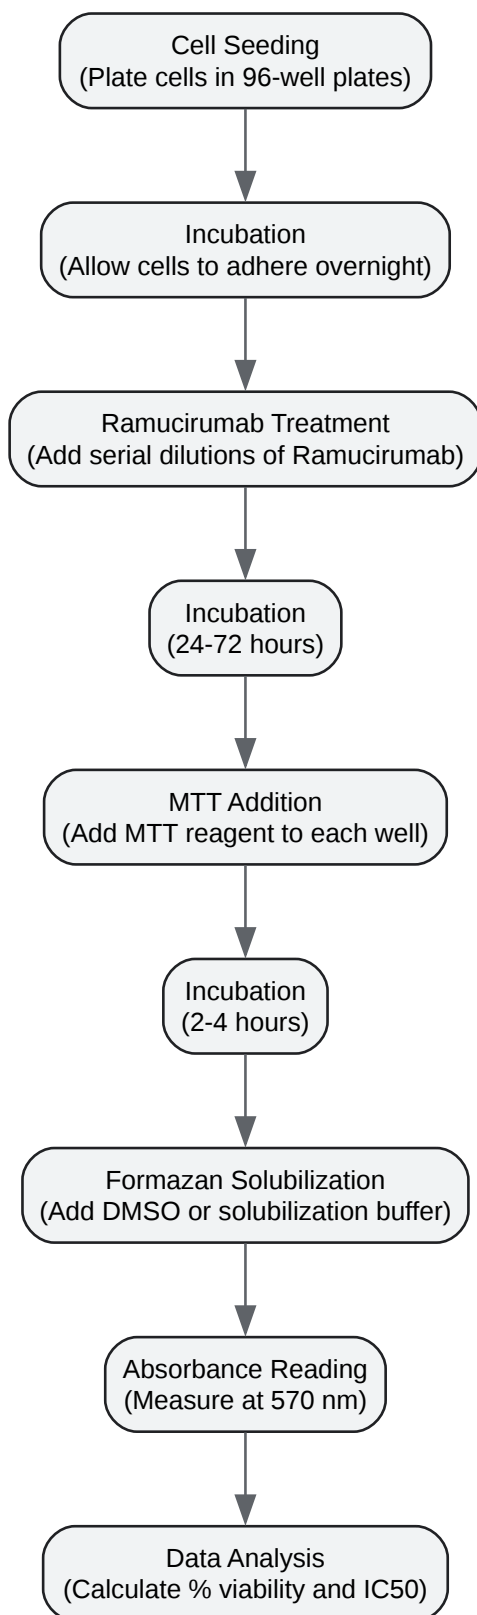 Cell Seeding
(Plate cells in 96-well plates)
Incubation
(Allow cells to adhere overnight)
Ramucirumab Treatment
(Add serial dilutions of Ramucirumab)
Incubation
(24-72 hours)
MTT Addition
(Add MTT reagent to each well)
Incubation
(2-4 hours)
Formazan Solubilization
(Add DMSO or solubilization buffer)
Absorbance Reading
(Measure at 570 nm)
Data Analysis
(Calculate % viability and IC50)